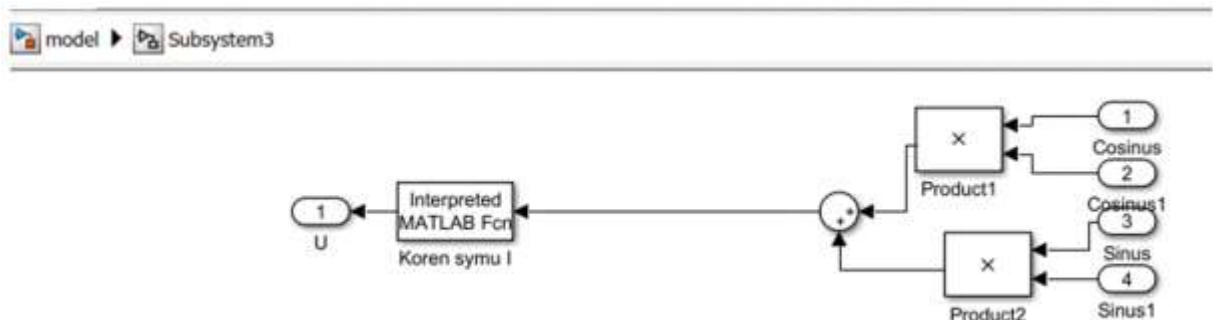 model Subsystem3
1
Cosinus
×
Product1
2
Cosinus1
Interpreted
MATLAB Fcn
Koren symu I
1
U
+
+
3
Sinus
×
Product2
4
Sinus1